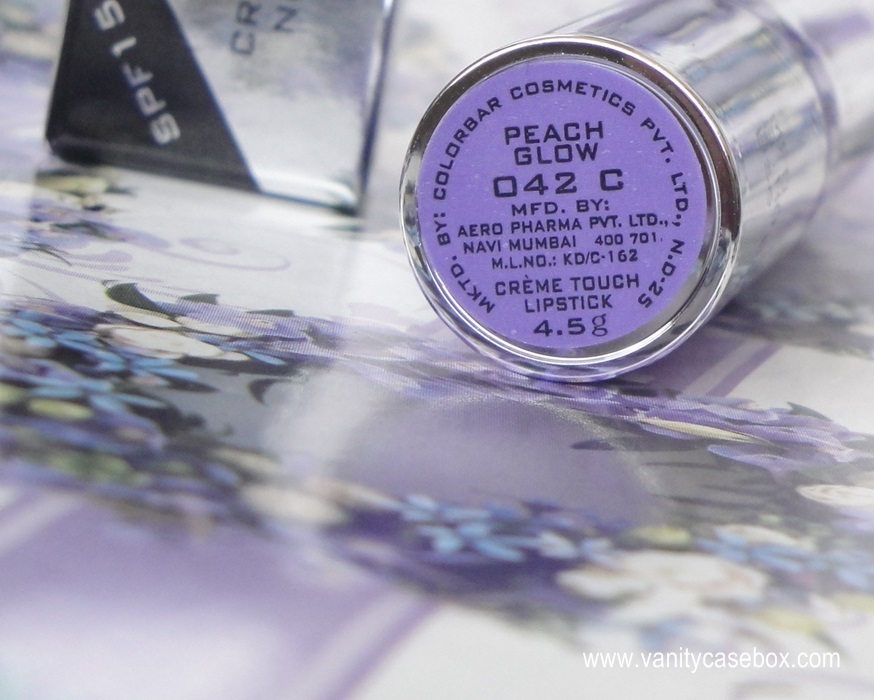 SPF15
CR
N
MKTD. BY: COLORBAR COSMETICS PVT. LTD., N.D-25
PEACH
GLOW
042 C
MFD. BY:
AERO PHARMA PVT. LTD.,
NAVI MUMBAI 400 701.
M.L.NO.: KD/C-162
CRÈME TOUCH
LIPSTICK
4.5g
www.vanitycasebox.com